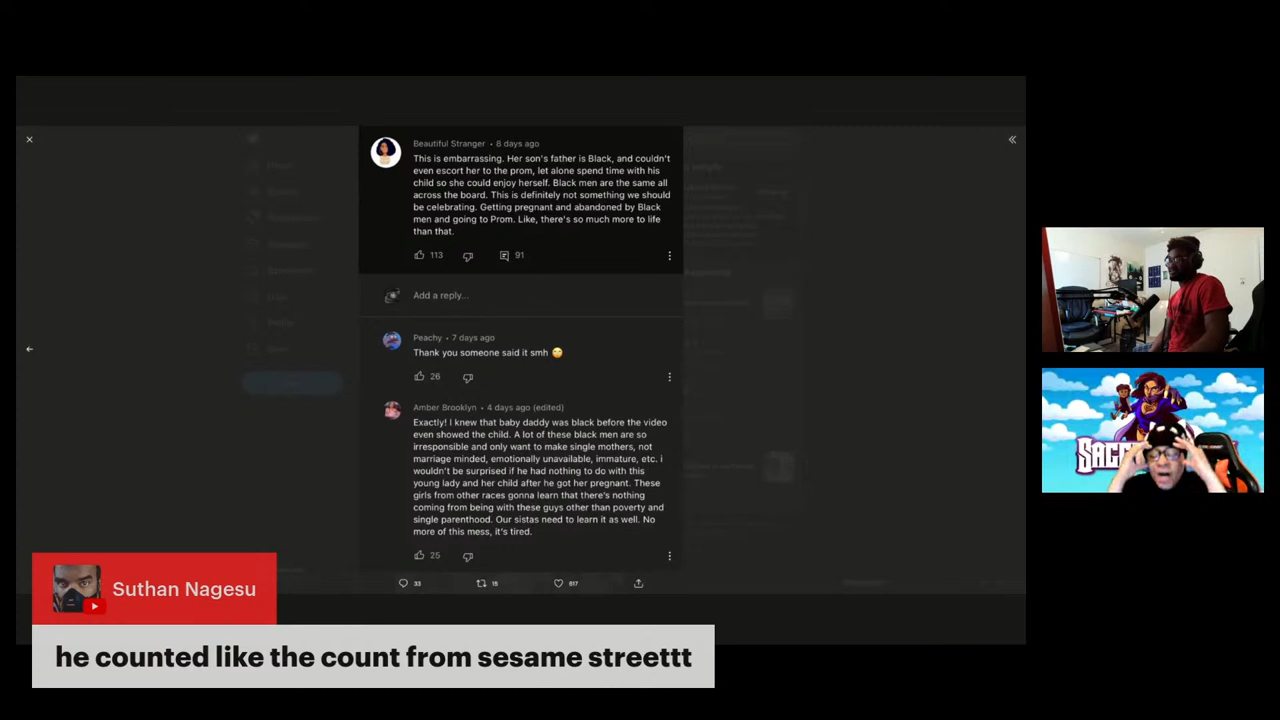 Beautiful Stranger • 8 days ago
This is embarrassing. Her son's father is Black, and couldn't
even escort her to the prom, let alone spend time with his
child so she could enjoy herself. Black men are the same all
across the board. This is definitely not something we should
be celebrating. Getting pregnant and abandoned by Black
men and going to Prom. Like, there's so much more to life
than that.
113 91
Add a reply...
Peachy • 7 days ago
Thank you someone said it smh 🙄
26
Amber Brooklyn • 4 days ago (edited)
Exactly! I knew that baby daddy was black before the video
even showed the child. A lot of these black men are so
irresponsible and only want to make single mothers, not
marriage minded, emotionally unavailable, immature, etc. i
wouldn't be surprised if he had nothing to do with this
young lady and her child after he got her pregnant. These
girls from other races gonna learn that there's nothing
coming from being with these guys other than poverty and
single parenthood. Our sistas need to learn it as well. No
more of this mess, it's tired.
25
33 15 617
Suthan Nagesu
he counted like the count from sesame streettt